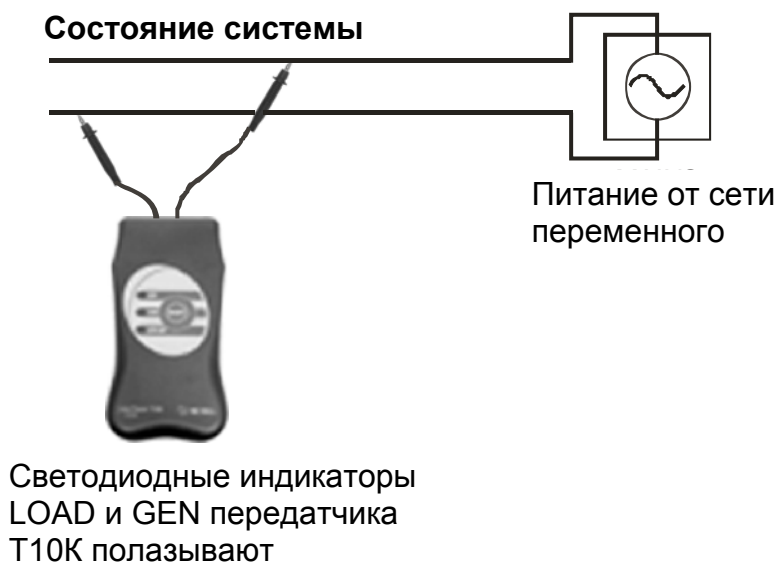 Состояние системы
Питание от сети
переменного
Светодиодные индикаторы
LOAD и GEN передатчика
Т10К полазывают